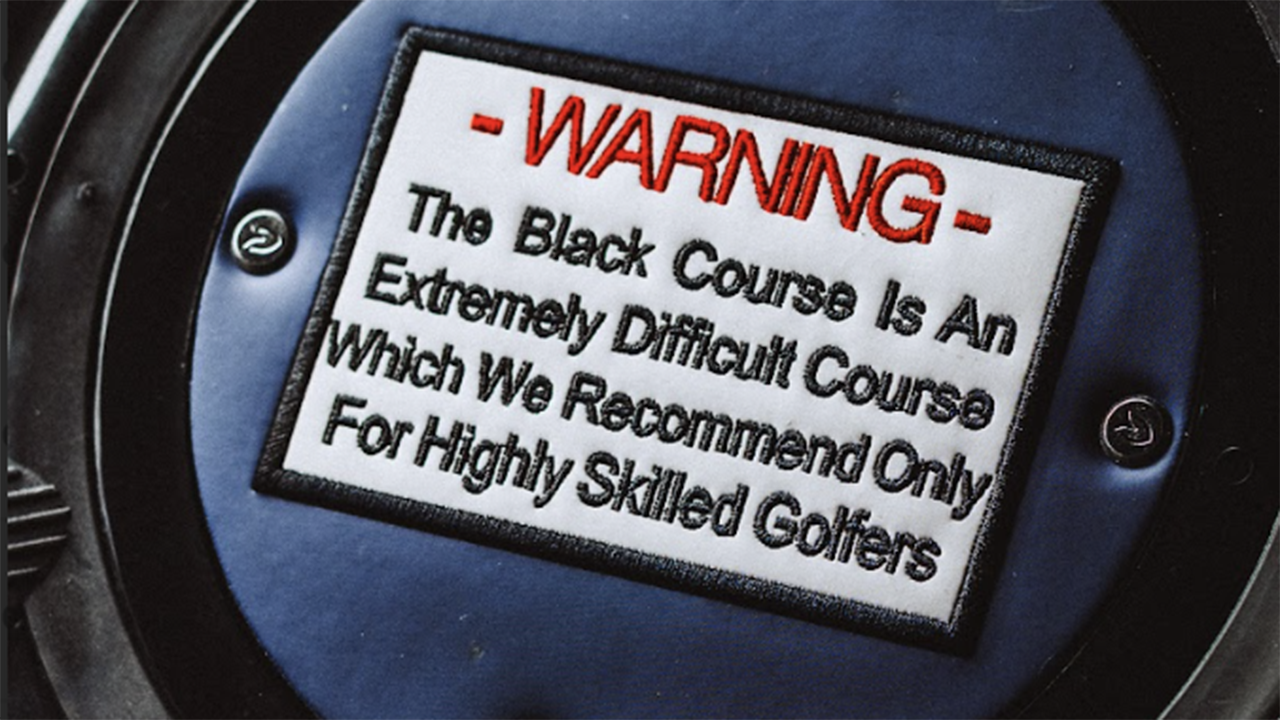 - WARNING -
The Black Course Is An
Extremely Difficult Course
Which We Recommend Only
For Highly Skilled Golfers